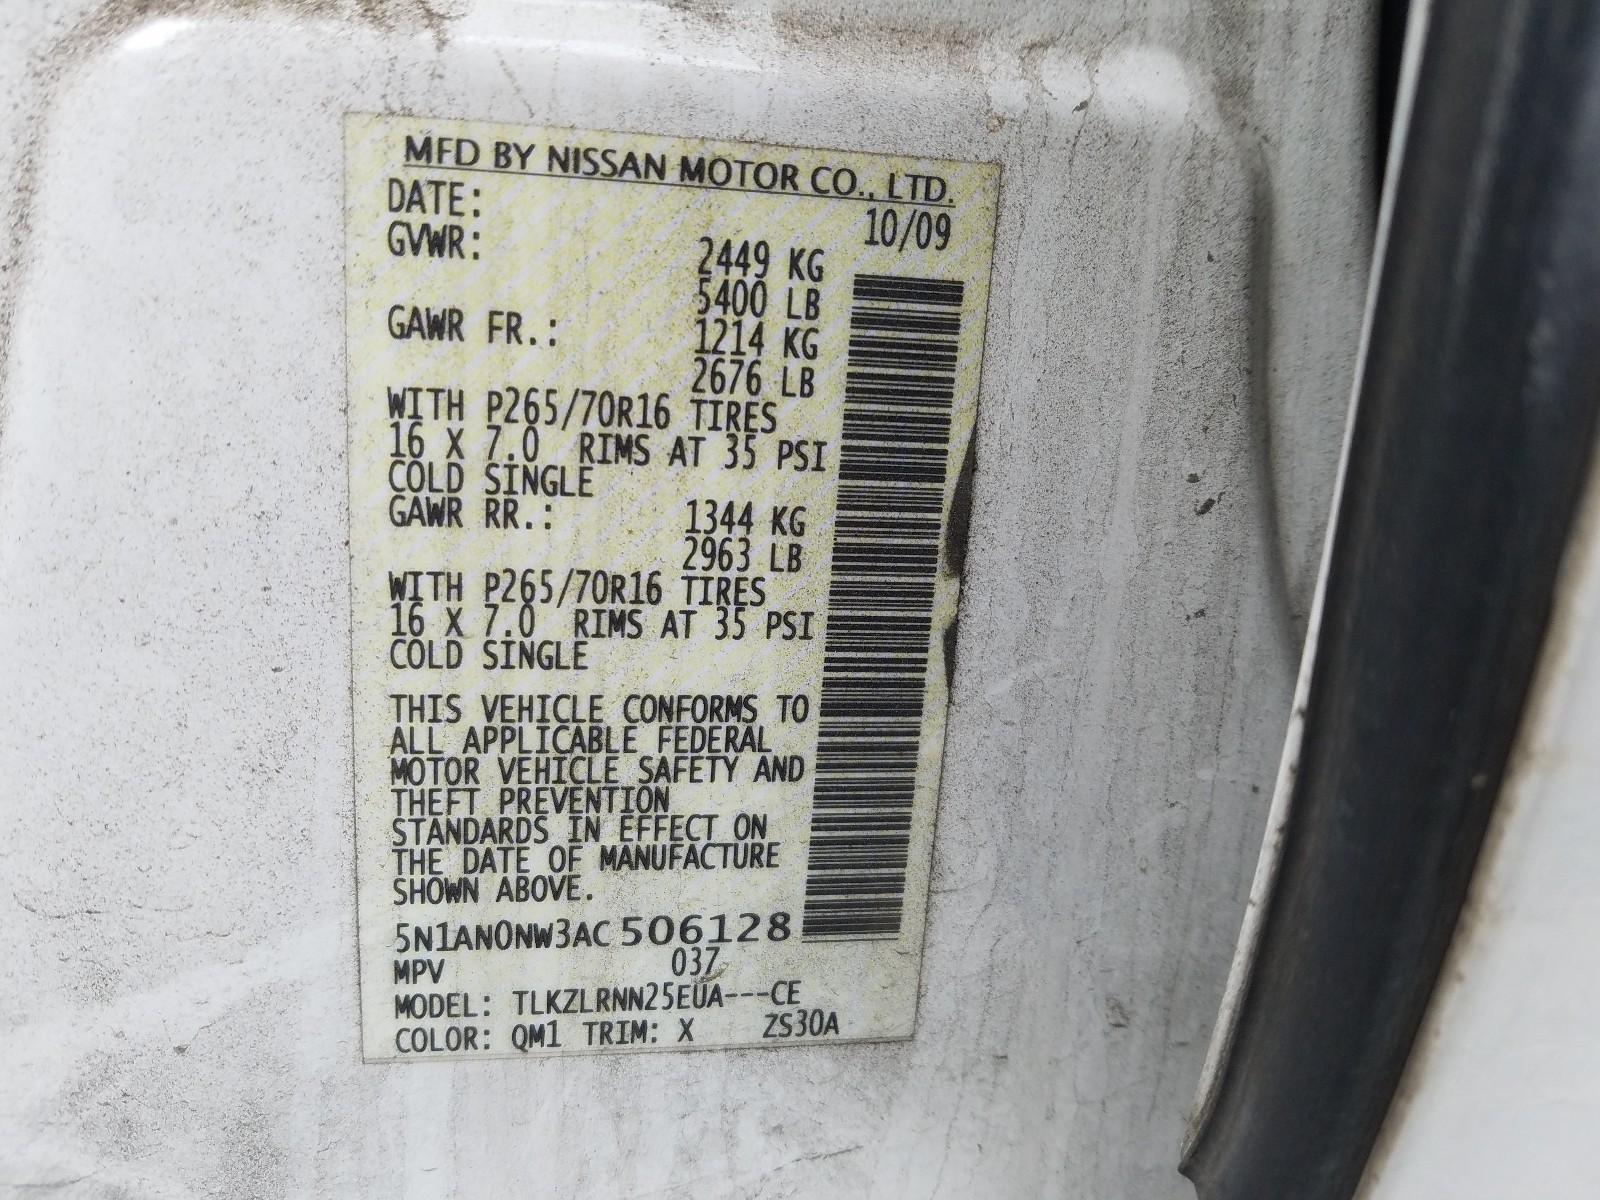 MFD BY NISSAN MOTOR CO., LTD.
DATE: 10/09
GVWR: 2449 KG
5400 LB
GAWR FR.: 1214 KG
2676 LB
WITH P265/70R16 TIRES
16 X 7.0 RIMS AT 35 PSI
COLD SINGLE
GAWR RR.: 1344 KG
2963 LB
WITH P265/70R16 TIRES
16 X 7.0 RIMS AT 35 PSI
COLD SINGLE
THIS VEHICLE CONFORMS TO
ALL APPLICABLE FEDERAL
MOTOR VEHICLE SAFETY AND
THEFT PREVENTION
STANDARDS IN EFFECT ON
THE DATE OF MANUFACTURE
SHOWN ABOVE.
5N1AN0NW3AC506128
MPV 037
MODEL: TLKZLRNN25EUA---CE
COLOR: QM1 TRIM: X ZS30A